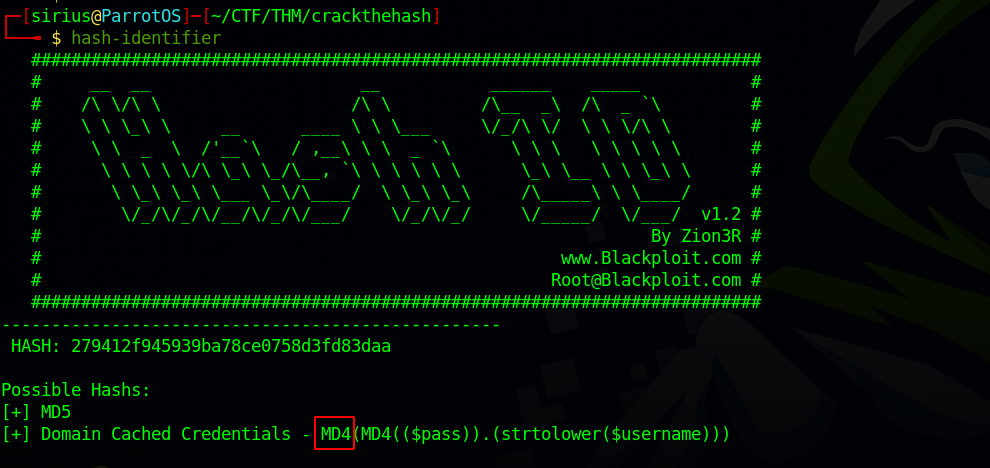 [sirius@ParrotOS]-[~/CTF/THM/crackthehash]
$ hash-identifier
#########################################################################
#     __  __                     __           ______    _____           #
#    /\ \/\ \                   /\ \         /\__  _\  /\  _ `\         #
#    \ \ \_\ \     __      ____ \ \ \___     \/_/\ \/  \ \ \/\ \        #
#     \ \  _  \  /'__`\   / ,__\ \ \  _ `\      \ \ \   \ \ \ \ \       #
#      \ \ \ \ \/\ \_\ \_/\__, `\ \ \ \ \ \      \_\ \__ \ \ \_\ \      #
#       \ \_\ \_\ \___ \_\/\____/  \ \_\ \_\     /\_____\ \ \____/      #
#        \/_/\/_/\/__/\/_/\/___/    \/_/\/_/     \/_____/  \/___/  v1.2 #
#                                                             By Zion3R #
#                                                    www.Blackploit.com #
#                                                   Root@Blackploit.com #
#########################################################################
--------------------------------------------------
HASH: 279412f945939ba78ce0758d3fd83daa
Possible Hashs:
[+] MD5
[+] Domain Cached Credentials - MD4(MD4(($pass)).(strtolower($username)))